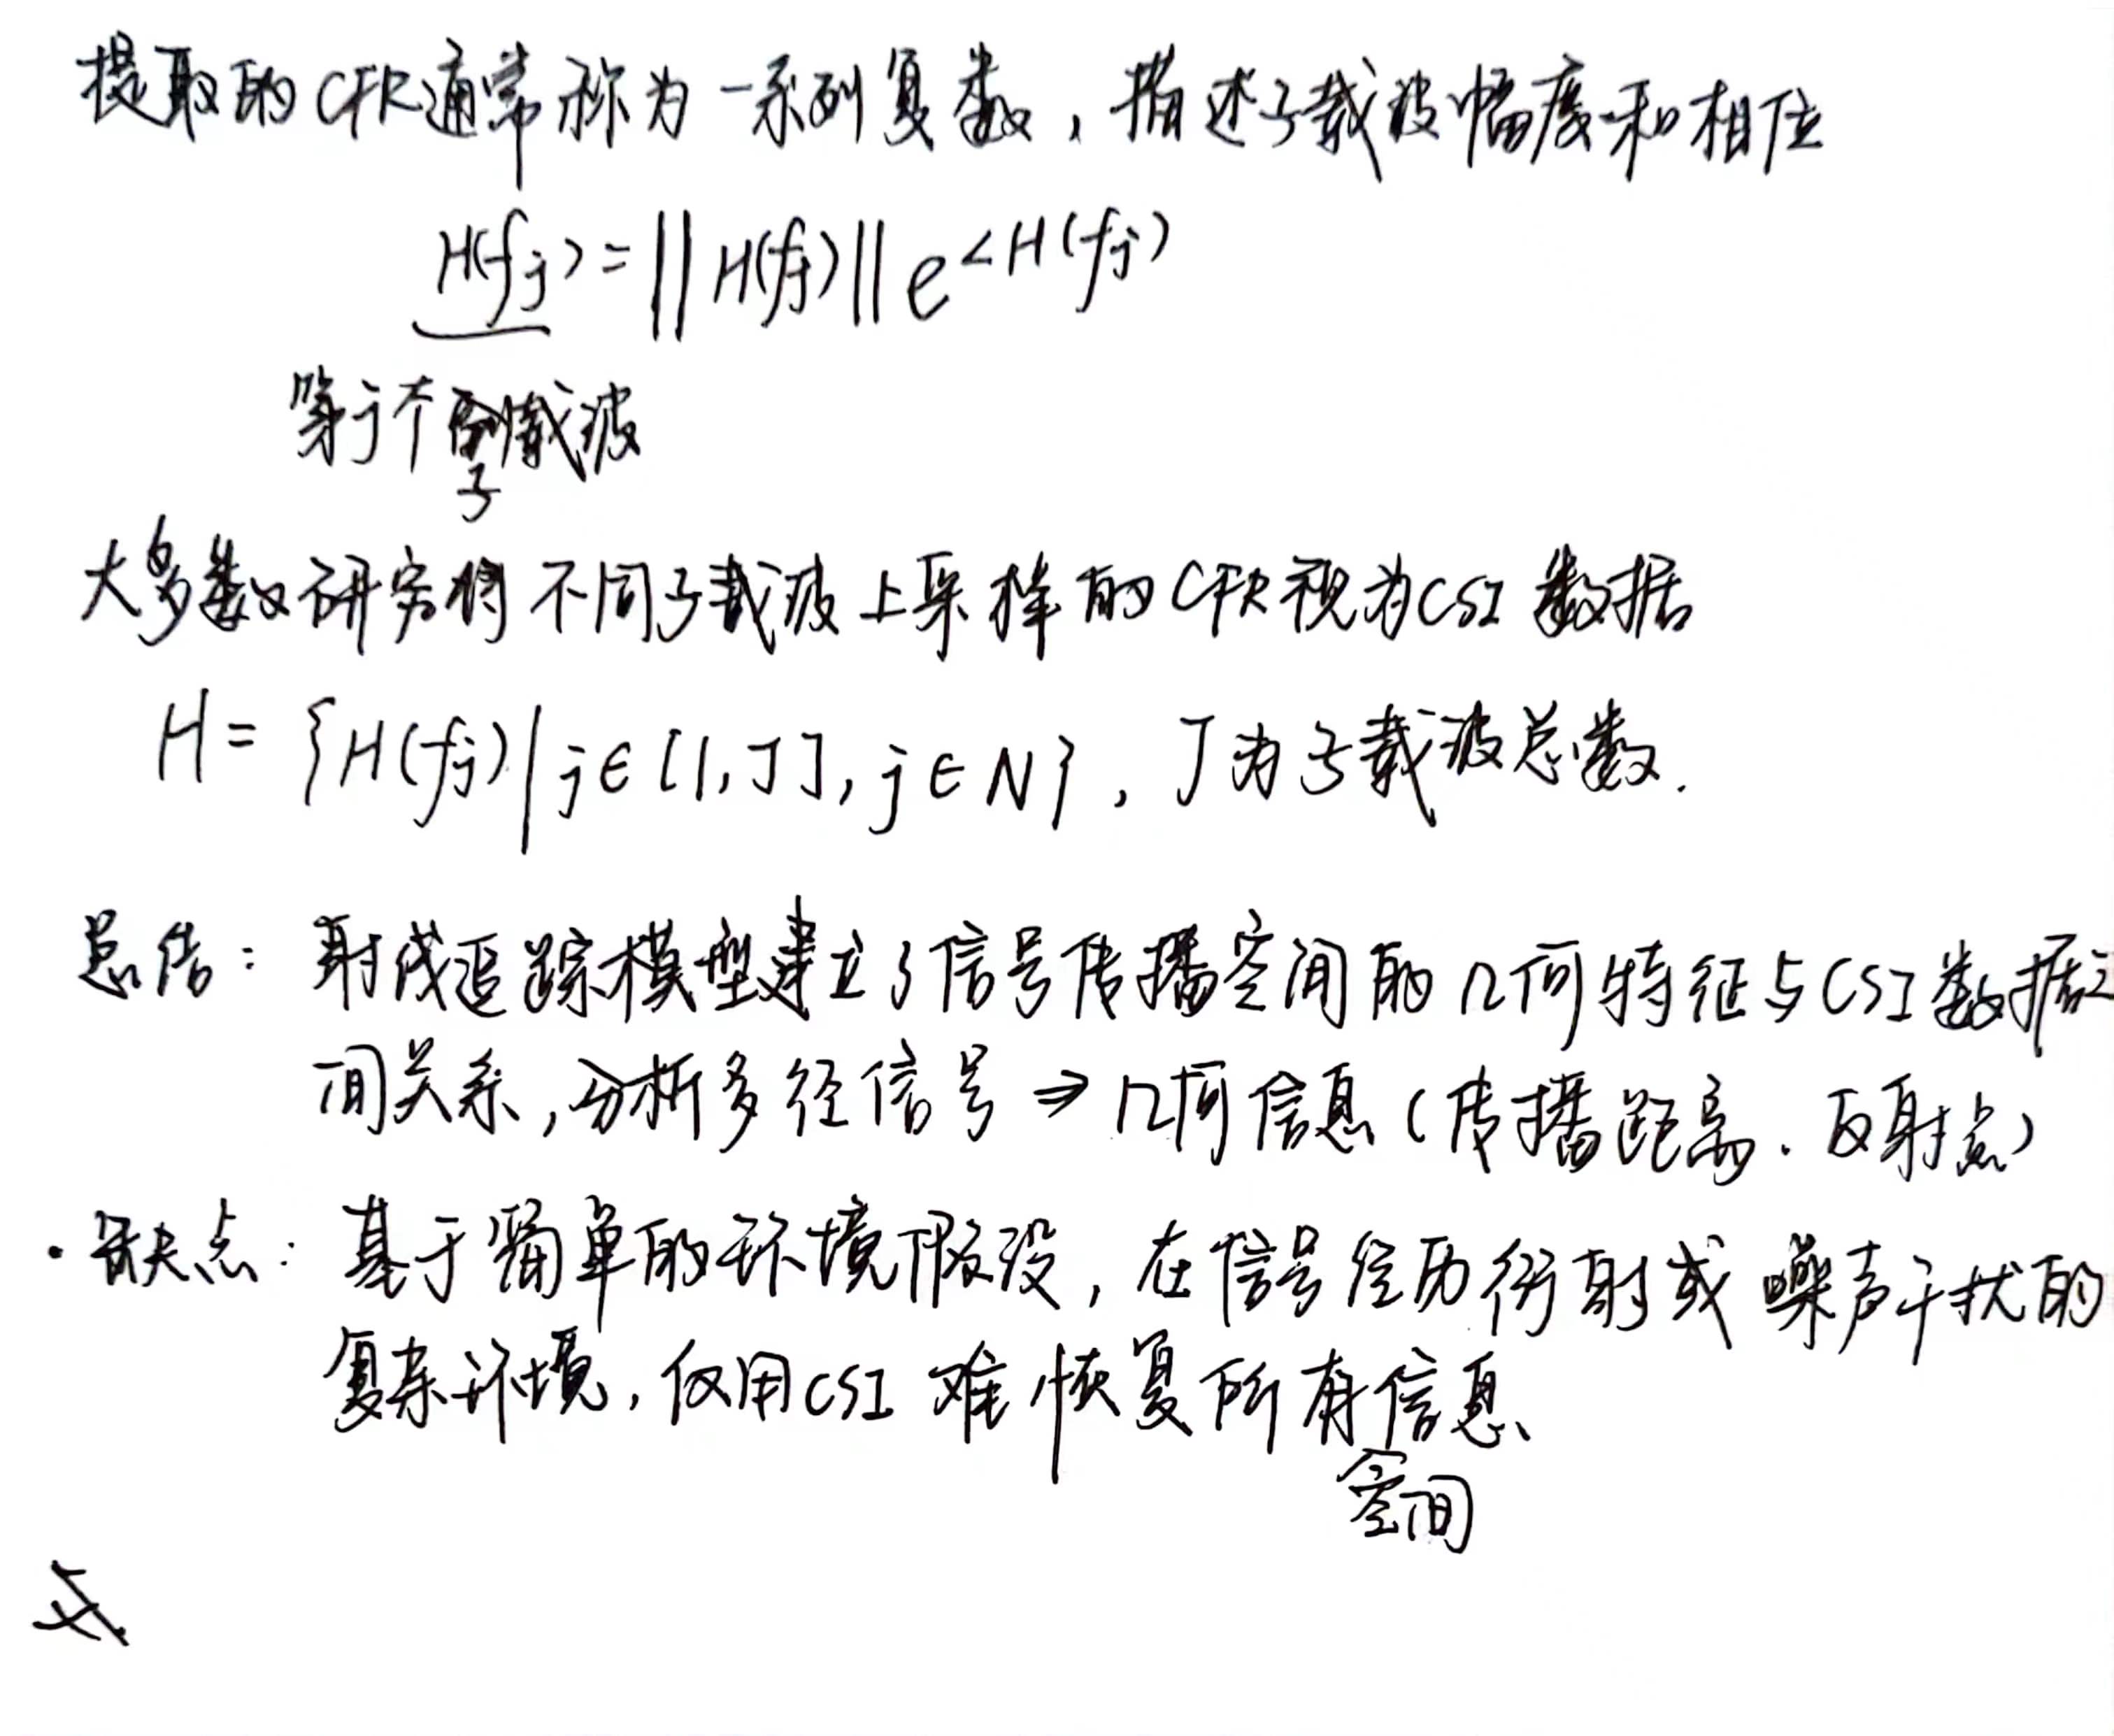 提取的CFR通常称为一系列复数，描述子载波幅度和相位
H(fj)=||H(fj)|| e^∠H(fj)
第j个子载波
大多数研究将不同子载波上采样的CFR视为CSI数据
H= {H(fj)|j∈[1,J],j∈N}，J为子载波总数.
总结：射线追踪模型建立了信号传播空间的几何特征与CSI数据之
间关系,分析多径信号⇒几何信息(传播距离.反射点)
·缺点：基于简单的环境假设，在信号经历衍射或噪声干扰的
复杂环境,仅用CSI难恢复所有信息、
空间